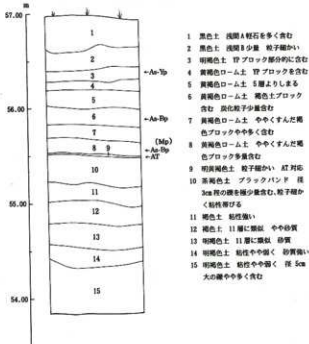 m
57.00
56.00
55.00
54.00
1
2
3
4
5
6
7
8 9
10
11
12
13
14
15
←As-Yp
←As-Bp
(Mp)
←As-Bp
←AT
1 黒色土 浅間A軽石を多く含む
2 黒色土 浅間B少量 粒子細かい
3 明褐色土 YPブロック部分的に含む
4 黄褐色ローム土 YPブロックを含む
5 黄褐色ローム土 5層よりしまる
6 黄褐色ローム土 褐色土ブロック
含む 炭化粒子少量含む
7 黄褐色ローム土 ややくすんだ褐
色ブロックやや多く含む
8 黄褐色ローム土 ややくすんだ褐
色ブロック多量含む
9 明黄褐色土 粒子細かい AT対応
10 茶褐色土 ブラックバンド 径
3cm程の礫を極少量含む、粒子細か
く粘性帯びる
11 褐色土 粘性強い
12 褐色土 11層に類似 やや砂質
13 明褐色土 11層に類似 砂質
14 明褐色土 粘性やや弱く 砂質強い
15 明褐色土 粘性やや弱く 径5cm
大の礫やや多く含む